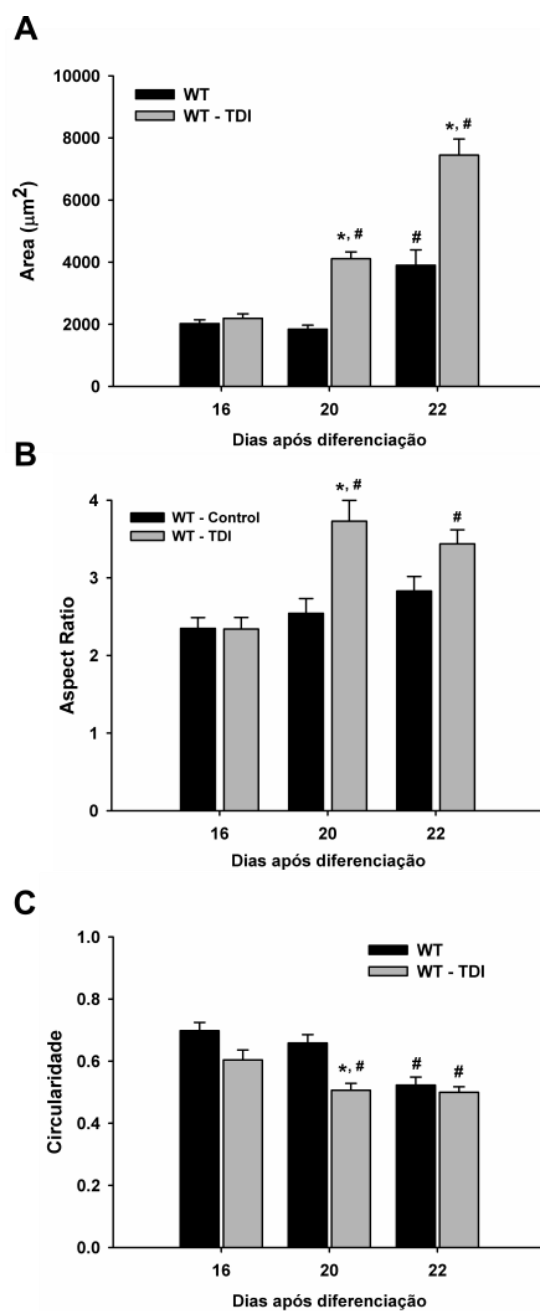 A
10000
8000
6000
4000
2000
0
Area (μm²)
WT
WT - TDI
*, #
#
*, #
16 20 22
Dias após diferenciação
B
4
3
2
1
0
Aspect Ratio
WT - Control
WT - TDI
*, #
#
16 20 22
Dias após diferenciação
C
1.0
0.8
0.6
0.4
0.2
0.0
Circularidade
WT
WT - TDI
*, #
# #
16 20 22
Dias após diferenciação